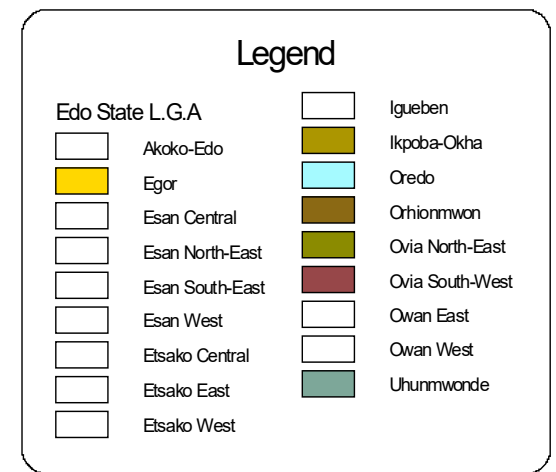 Legend
Edo State L.G.A
Akoko-Edo
Egor
Esan Central
Esan North-East
Esan South-East
Esan West
Etsako Central
Etsako East
Etsako West
Igueben
Ikpoba-Okha
Oredo
Orhionmwon
Ovia North-East
Ovia South-West
Owan East
Owan West
Uhunmwonde